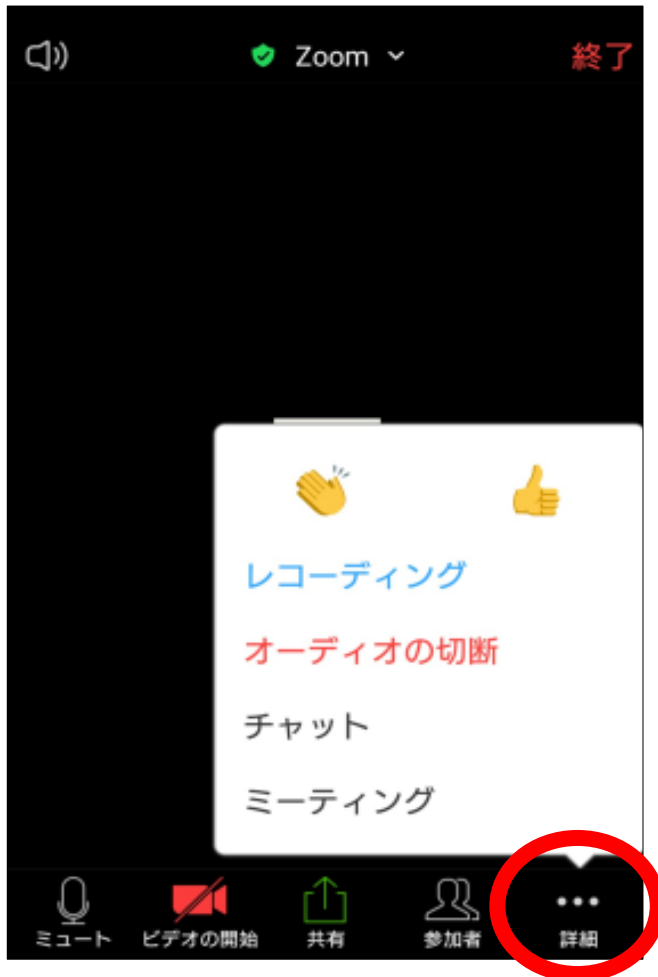 Zoom
終了
レコーディング
オーディオの切断
チャット
ミーティング
ミュート
ビデオの開始
共有
参加者
詳細